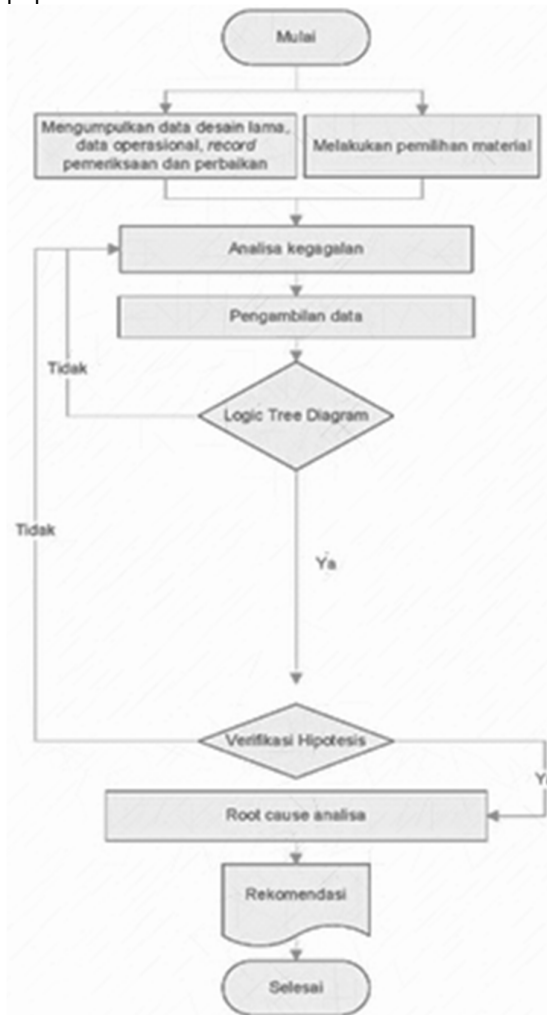 Mulai
Mengumpulkan data desain lama,
data operasional, record
pemeriksaan dan perbaikan
Melakukan pemilihan material
Analisa kegagalan
Pengambilan data
Tidak
Logic Tree Diagram
Tidak
Ya
Verifikasi Hipotesis
Root cause analisa
Rekomendasi
Selesai